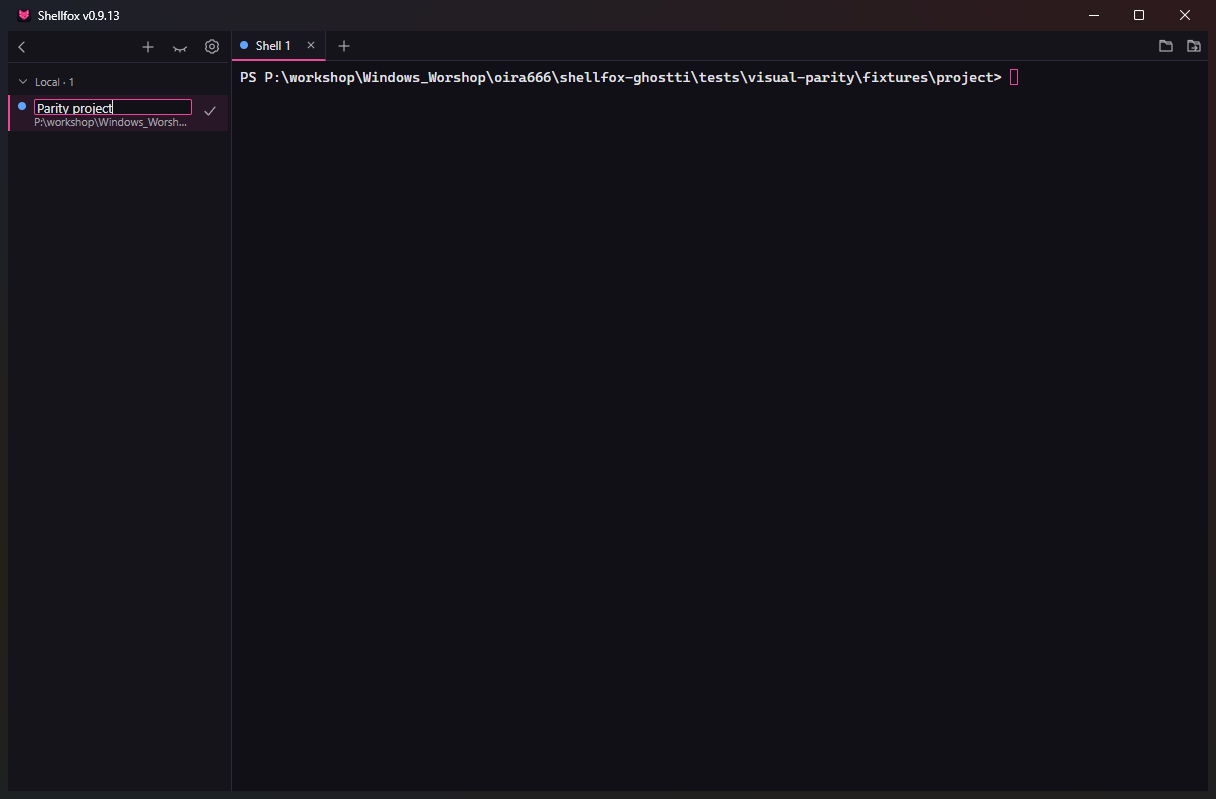 Shellfox v0.9.13
Shell 1
Local · 1
Parity project
P:\workshop\Windows_Worsh...
PS P:\workshop\Windows_Worshop\oira666\shellfox-ghostti\tests\visual-parity\fixtures\project>